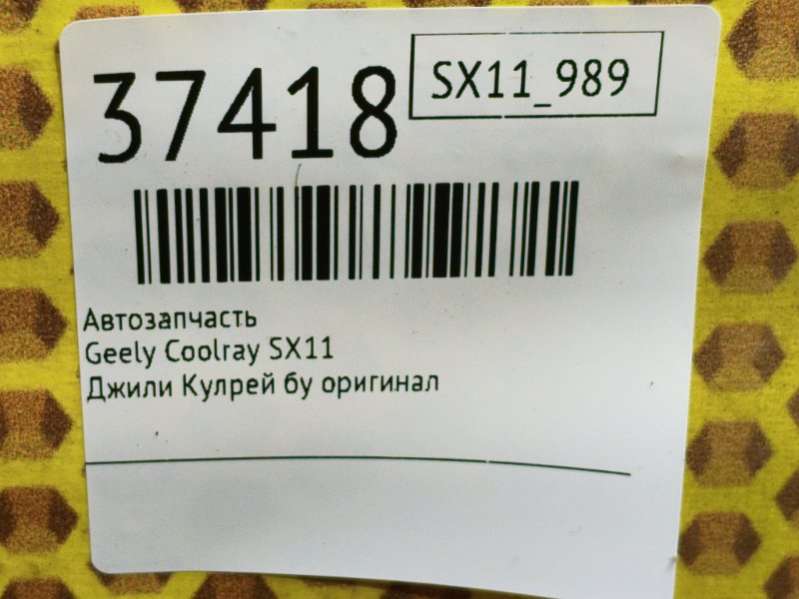 37418
SX11_989
Автозапчасть
Geely Coolray SX11
Джили Кулрей бу оригинал